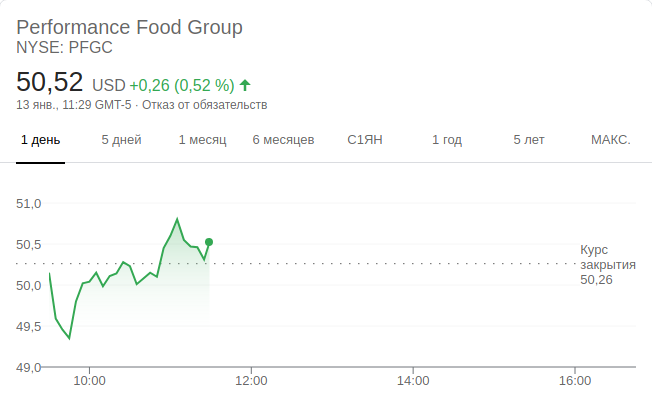 Performance Food Group
NYSE: PFGC
50,52 USD +0,26 (0,52 %)
13 янв., 11:29 GMT-5 · Отказ от обязательств
1 день 5 дней 1 месяц 6 месяцев С1ЯН 1 год 5 лет МАКС.
51,0
50,5
Курс
закрытия
50,26
50,0
49,5
49,0
10:00 12:00 14:00 16:00